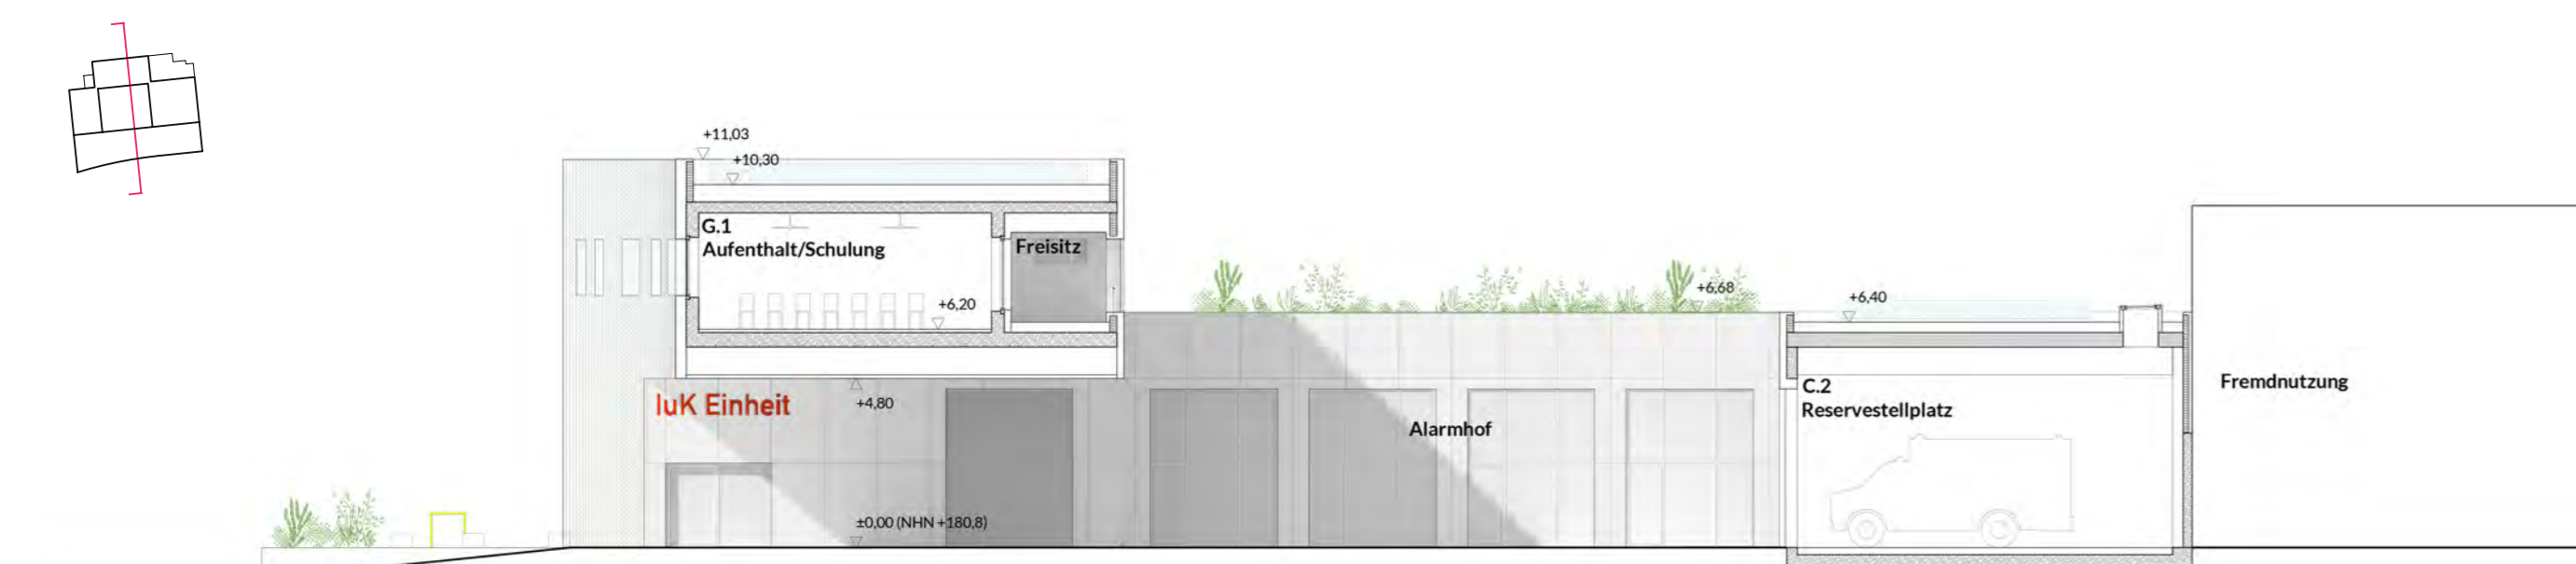 +11,03
+10,30
G.1
Aufenthalt/Schulung
Freisitz
+6,20
+6,68
+6,40
IuK Einheit
+4,80
Alarmhof
C.2
Reservestellplatz
Fremdnutzung
±0,00 (NHN +180,8)